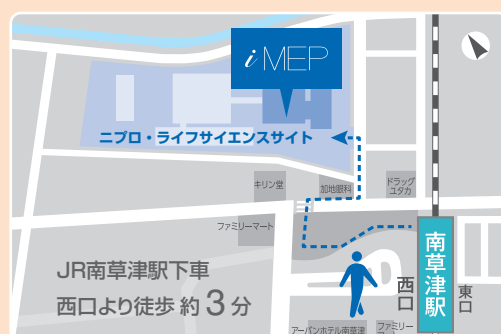 iMEP
ニプロ・ライフサイエンスサイト
キリン堂
加地眼科
ドラッグ
ユタカ
ファミリーマート
南草津駅
西口
東口
JR南草津駅下車
西口より徒歩 約3分
アーバンホテル南草津
ファミリー